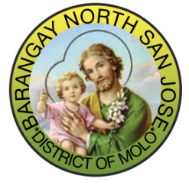 BARANGAY NORTH SAN JOSE
*DISTRICT OF MOLO*